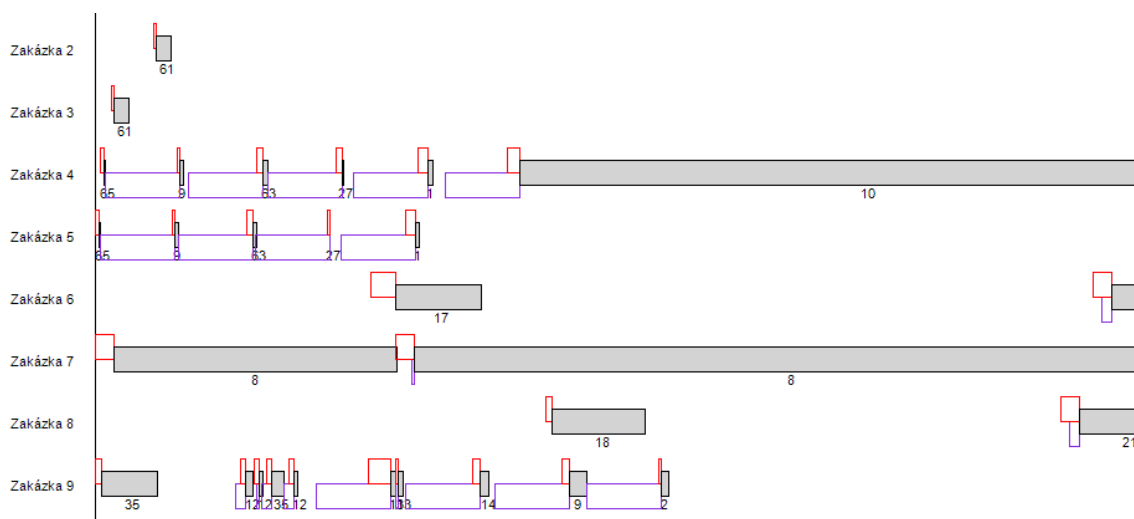 Zakázka 2
61
Zakázka 3
61
Zakázka 4
65 9 63 27 1 10
Zakázka 5
65 9 63 27 1
Zakázka 6
17
Zakázka 7
8 8
Zakázka 8
18 21
Zakázka 9
35 12 12 35 12 13 14 9 2